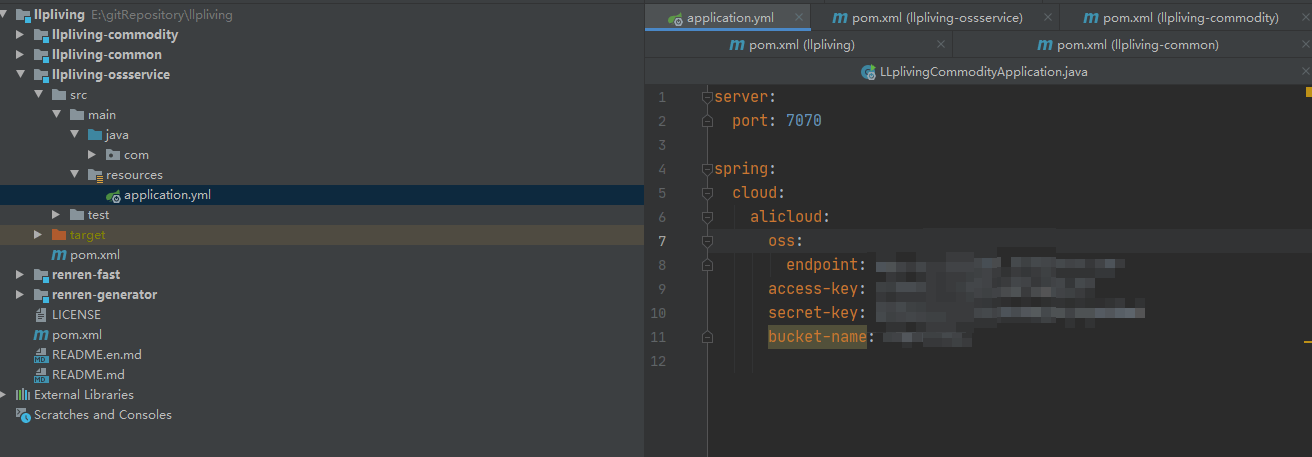 llpliving E:\gitRepository\llpliving
llpliving-commodity
llpliving-common
llpliving-ossservice
src
main
java
com
resources
application.yml
test
target
pom.xml
renren-fast
renren-generator
LICENSE
pom.xml
README.en.md
README.md
External Libraries
Scratches and Consoles
application.yml
pom.xml (llpliving-ossservice)
pom.xml (llpliving-commodity)
pom.xml (llpliving)
pom.xml (llpliving-common)
LLplivingCommodityApplication.java
1 server:
2 port: 7070
3
4 spring:
5 cloud:
6 alicloud:
7 oss:
8 endpoint:
9 access-key:
10 secret-key:
11 bucket-name:
12